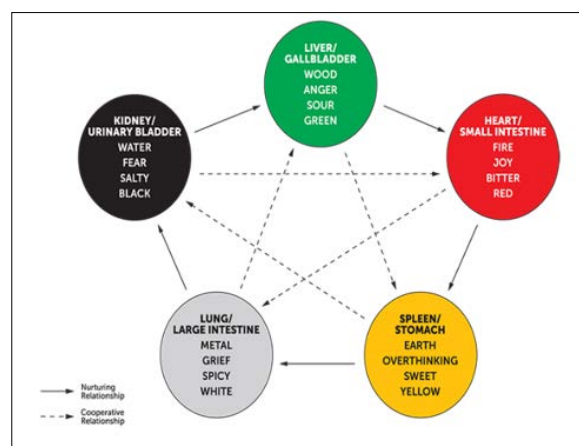 LIVER/
GALLBLADDER
WOOD
ANGER
SOUR
GREEN
KIDNEY/
URINARY BLADDER
WATER
FEAR
SALTY
BLACK
HEART/
SMALL INTESTINE
FIRE
JOY
BITTER
RED
LUNG/
LARGE INTESTINE
METAL
GRIEF
SPICY
WHITE
SPLEEN/
STOMACH
EARTH
OVERTHINKING
SWEET
YELLOW
Nurturing
Relationship
Cooperative
Relationship